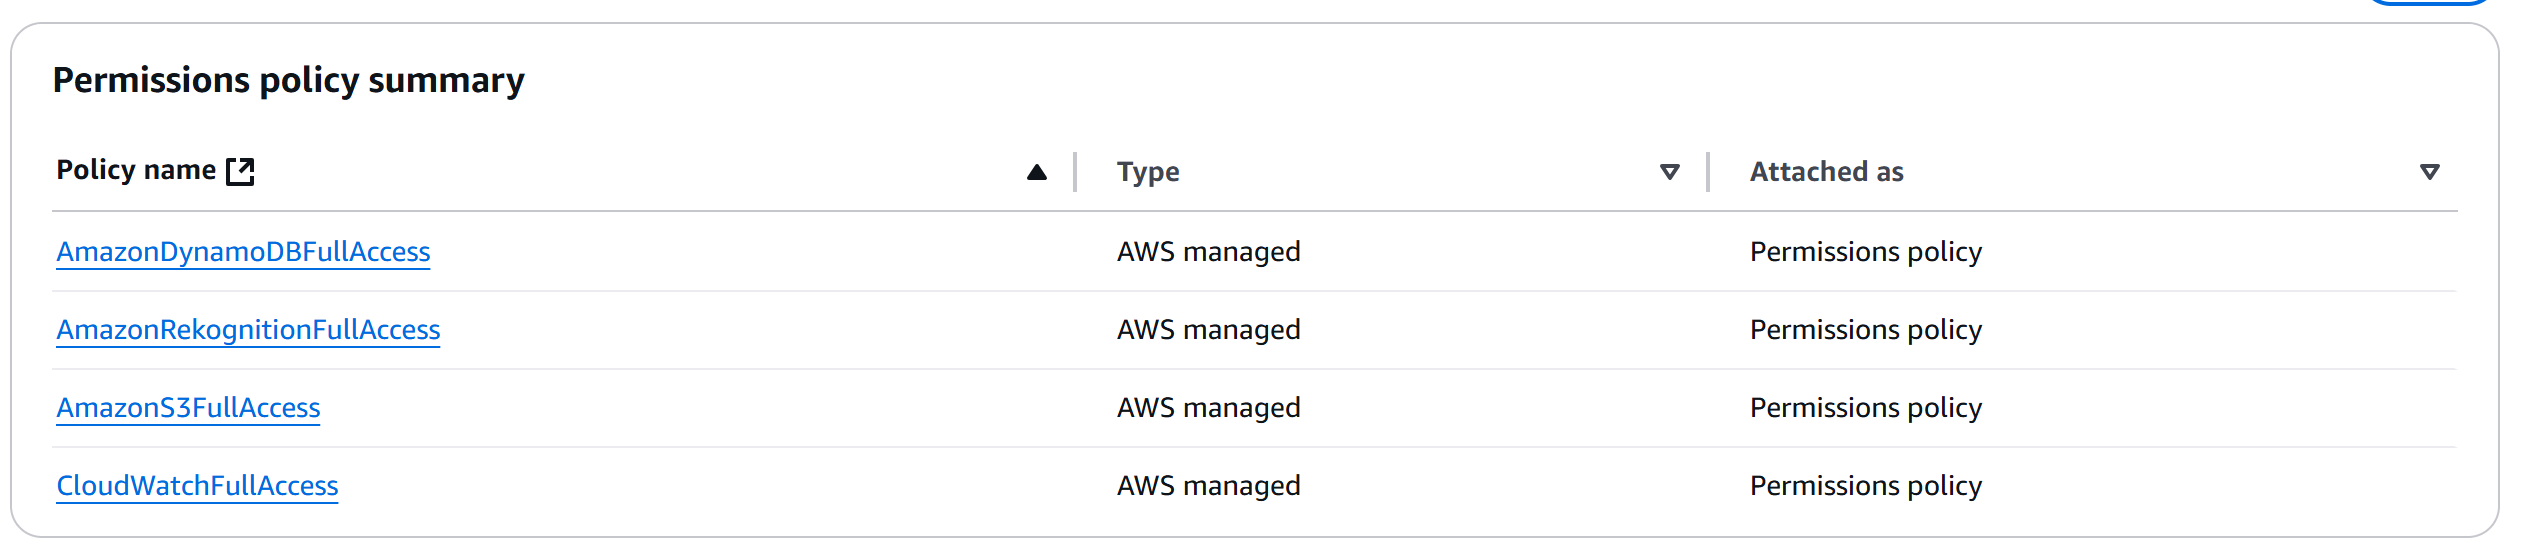 Permissions policy summary
Policy name Type Attached as
AmazonDynamoDBFullAccess AWS managed Permissions policy
AmazonRekognitionFullAccess AWS managed Permissions policy
AmazonS3FullAccess AWS managed Permissions policy
CloudWatchFullAccess AWS managed Permissions policy